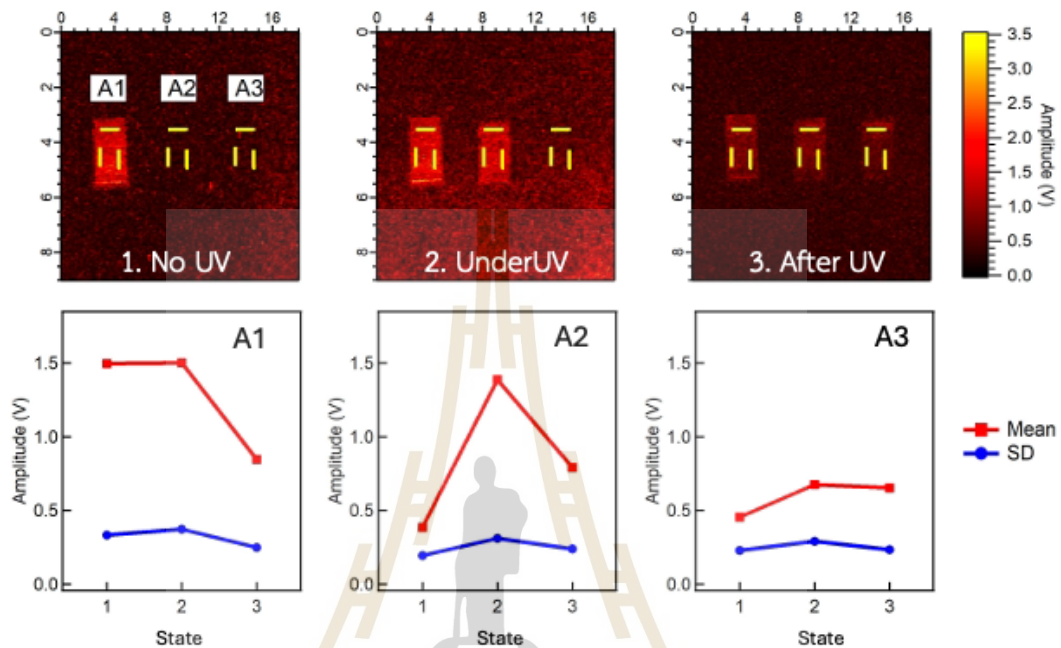 0 4 8 12 16
0 4 8 12 16
0 4 8 12 16
0
2
4
6
8
A1 A2 A3
1. No UV
0
2
4
6
8
2. UnderUV
0
2
4
6
8
3. After UV
3.5
3.0
2.5
2.0
1.5
1.0
0.5
0.0
Amplitude (V)
A1
Amplitude (V)
1.5
1.0
0.5
0.0
1 2 3
State
A2
Amplitude (V)
1.5
1.0
0.5
0.0
1 2 3
State
A3
Amplitude (V)
1.5
1.0
0.5
0.0
1 2 3
State
Mean
SD